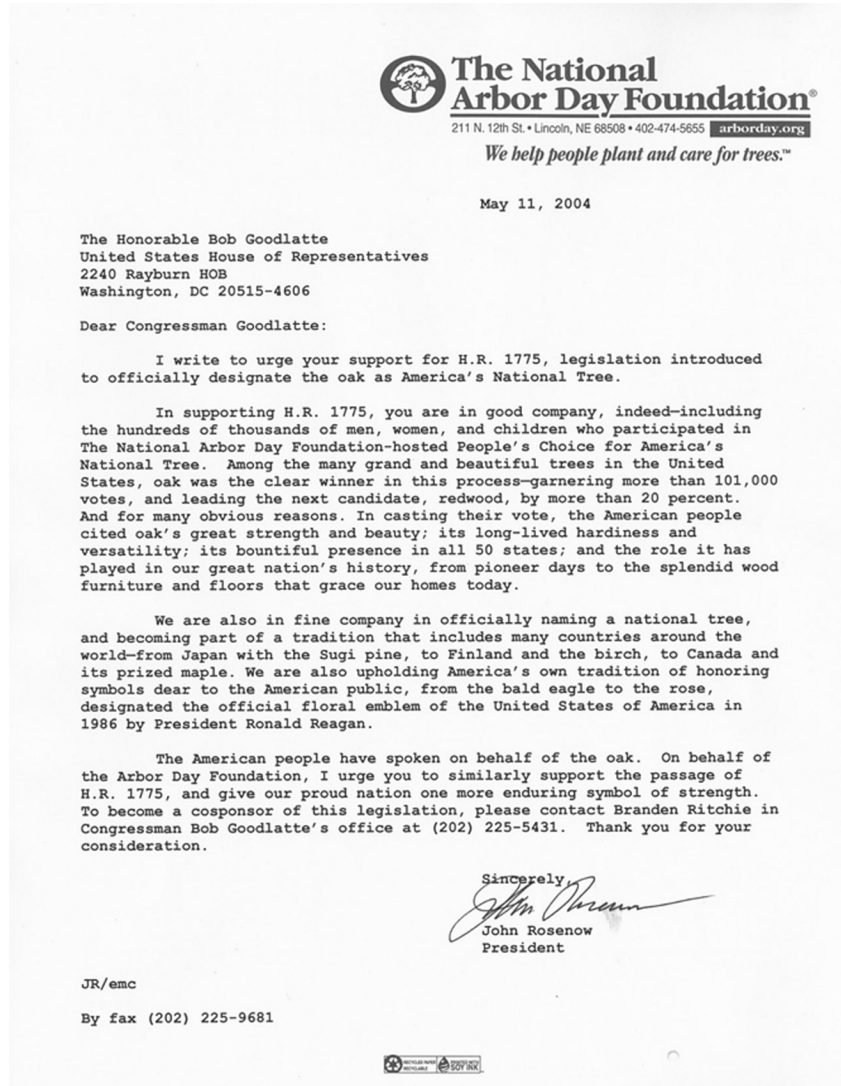 The National
Arbor Day Foundation®
211 N. 12th St. • Lincoln, NE 68508 • 402-474-5655 arborday.org
We help people plant and care for trees.™
May 11, 2004
The Honorable Bob Goodlatte
United States House of Representatives
2240 Rayburn HOB
Washington, DC 20515-4606
Dear Congressman Goodlatte:
I write to urge your support for H.R. 1775, legislation introduced
to officially designate the oak as America's National Tree.
In supporting H.R. 1775, you are in good company, indeed—including
the hundreds of thousands of men, women, and children who participated in
The National Arbor Day Foundation-hosted People's Choice for America's
National Tree. Among the many grand and beautiful trees in the United
States, oak was the clear winner in this process—garnering more than 101,000
votes, and leading the next candidate, redwood, by more than 20 percent.
And for many obvious reasons. In casting their vote, the American people
cited oak's great strength and beauty; its long-lived hardiness and
versatility; its bountiful presence in all 50 states; and the role it has
played in our great nation's history, from pioneer days to the splendid wood
furniture and floors that grace our homes today.
We are also in fine company in officially naming a national tree,
and becoming part of a tradition that includes many countries around the
world—from Japan with the Sugi pine, to Finland and the birch, to Canada and
its prized maple. We are also upholding America's own tradition of honoring
symbols dear to the American public, from the bald eagle to the rose,
designated the official floral emblem of the United States of America in
1986 by President Ronald Reagan.
The American people have spoken on behalf of the oak. On behalf of
the Arbor Day Foundation, I urge you to similarly support the passage of
H.R. 1775, and give our proud nation one more enduring symbol of strength.
To become a cosponsor of this legislation, please contact Branden Ritchie in
Congressman Bob Goodlatte's office at (202) 225-5431. Thank you for your
consideration.
Sincerely,
John Rosenow
John Rosenow
President
JR/emc
By fax (202) 225-9681
RECYCLED PAPER
RECYCLABLE
PRINTED WITH
SOY INK